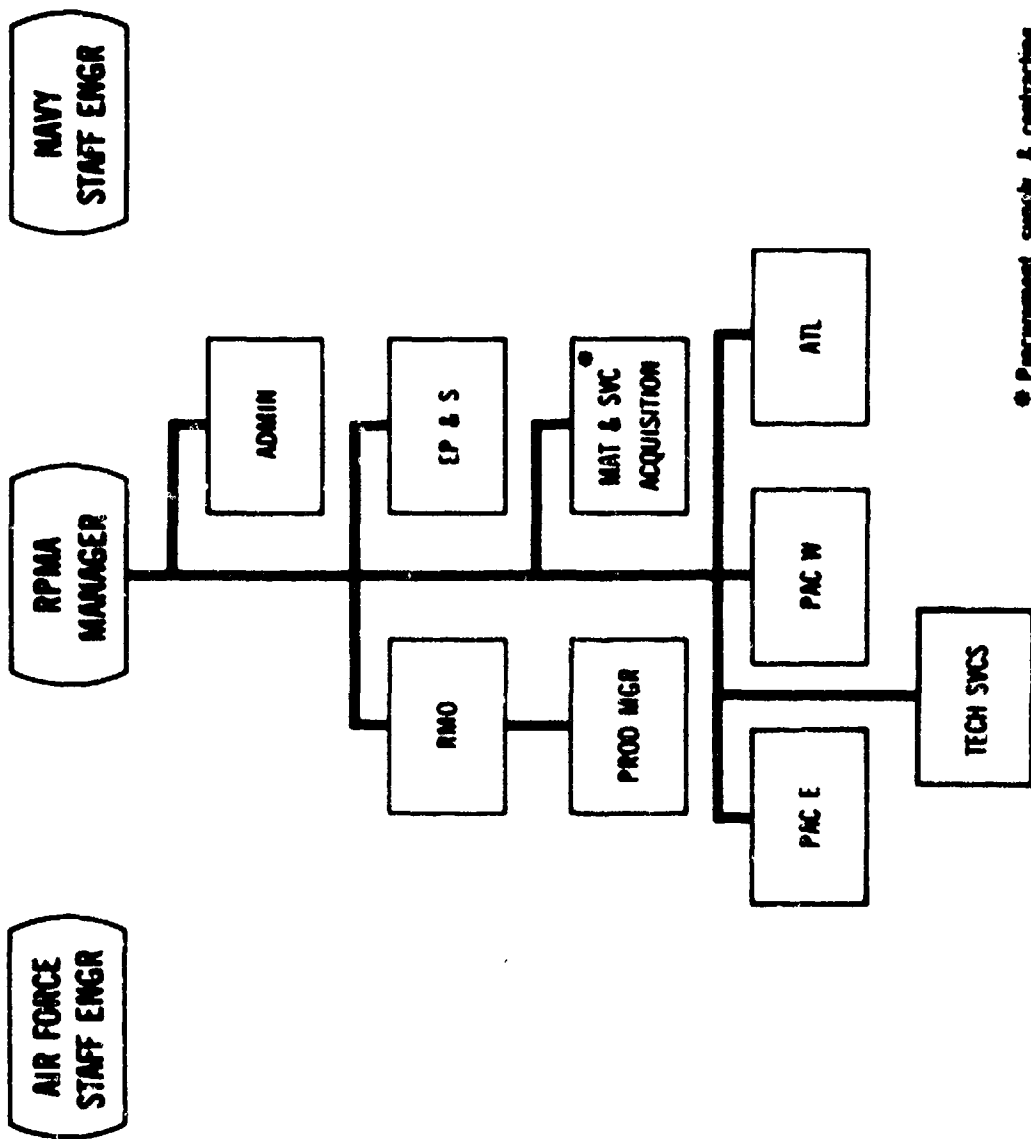 AIR FORCE
STAFF ENGR
RPMA
MANAGER
NAVY
STAFF ENGR
ADMIN
RMO
EP & S
PROD MGR
MAT & SVC *
ACQUISITION
PAC E
PAC W
ATL
TECH SVCS
* Procurement, supply & contracting